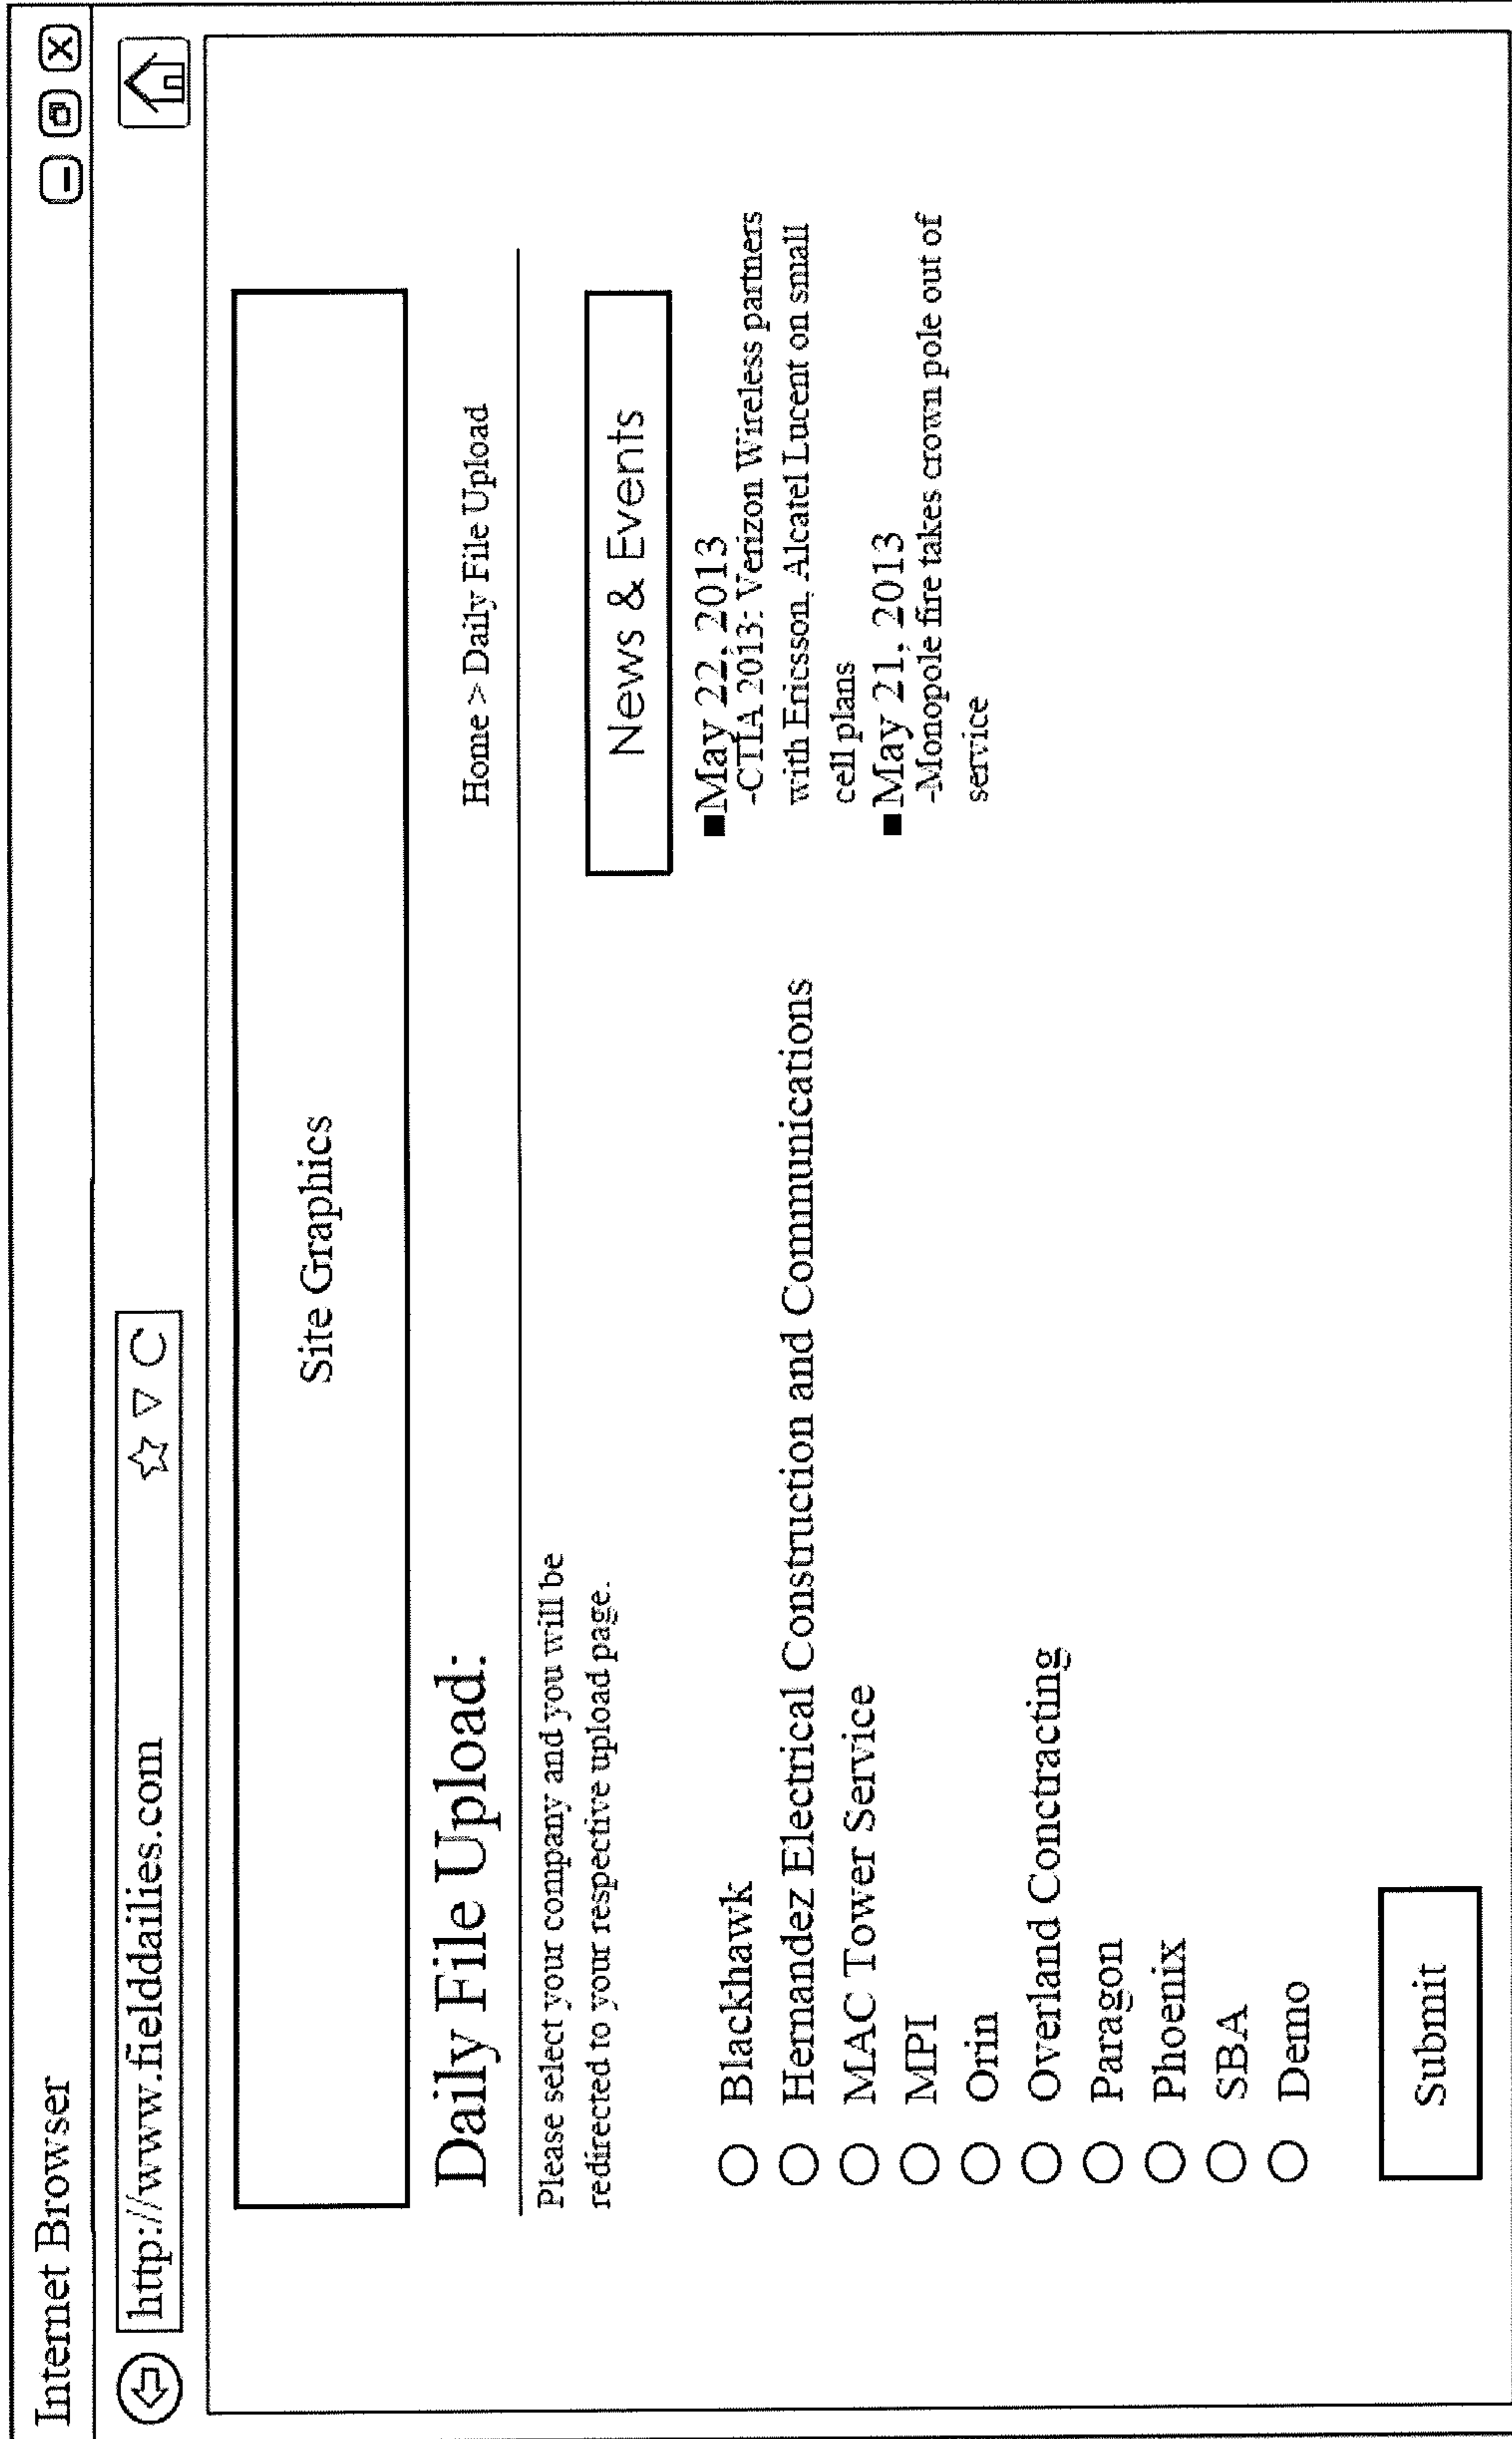 Internet Browser
http://www.fielddailies.com
Site Graphics
Daily File Upload:
Home > Daily File Upload
Please select your company and you will be
redirected to your respective upload page.
Blackhawk
Hernandez Electrical Construction and Communications
MAC Tower Service
MPI
Orin
Overland Conctracting
Paragon
Phoenix
SBA
Demo
Submit
News & Events
■May 22, 2013
-CTIA 2013: Verizon Wireless partners
with Ericsson, Alcatel Lucent on small
cell plans
■May 21, 2013
-Monopole fire takes crown pole out of
service